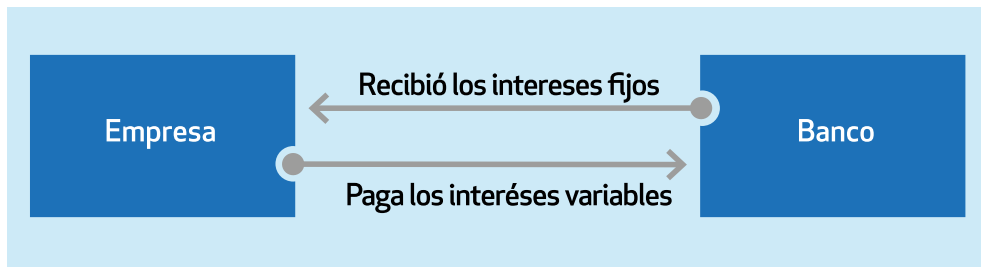 Recibió los intereses fijos
Empresa
Banco
Paga los interéses variables